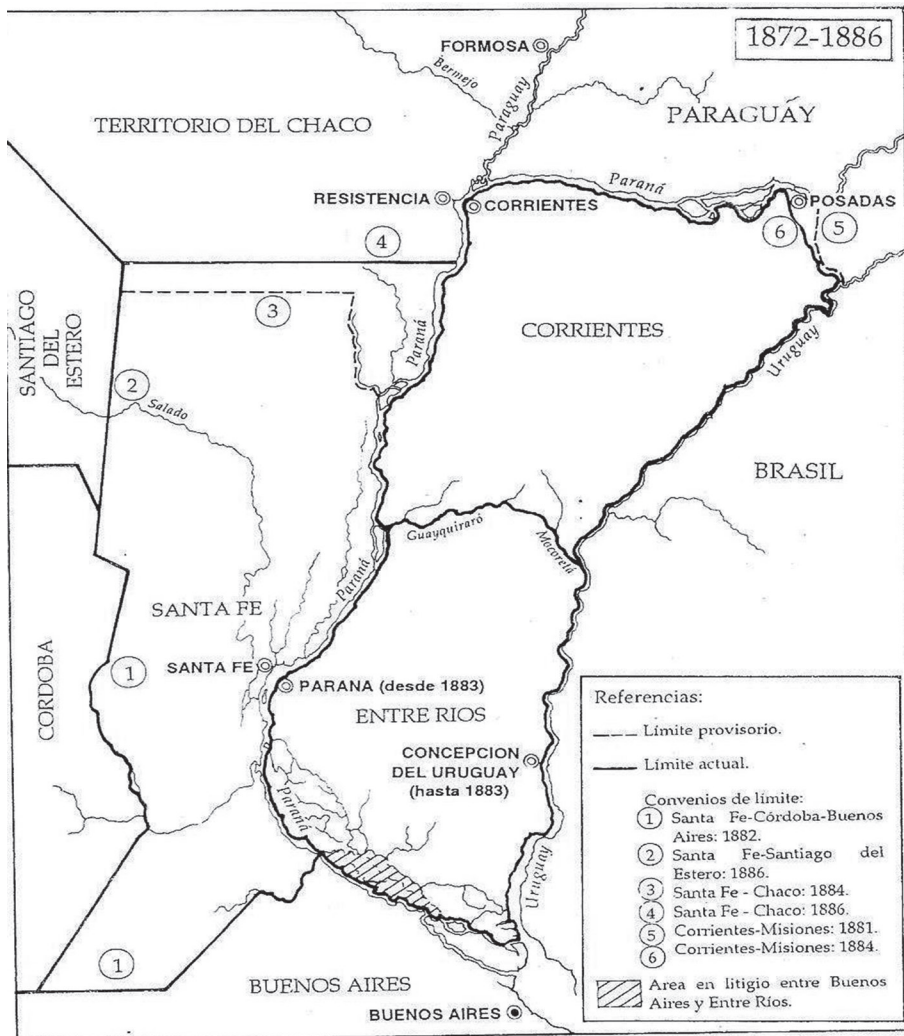 1872-1886
FORMOSA
Bermejo
Paraguay
PARAGUAY
TERRITORIO DEL CHACO
RESISTENCIA
CORRIENTES
Paraná
POSADAS
4
6
5
3
SANTIAGO
DEL
ESTERO
2
Salado
Paraná
CORRIENTES
Uruguay
BRASIL
Guayquiraró
Mocoretá
Paraná
SANTA FE
CORDOBA
1
SANTA FE
PARANA (desde 1883)
ENTRE RIOS
CONCEPCION
DEL URUGUAY
(hasta 1883)
Paraná
Uruguay
1
BUENOS AIRES
BUENOS AIRES
Referencias:
Límite provisorio.
Límite actual.
Convenios de límite:
1 Santa Fe-Córdoba-Buenos
Aires: 1882.
2 Santa Fe-Santiago del
Estero: 1886.
3 Santa Fe - Chaco: 1884.
4 Santa Fe - Chaco: 1886.
5 Corrientes-Misiones: 1881.
6 Corrientes-Misiones: 1884.
Area en litigio entre Buenos
Aires y Entre Ríos.